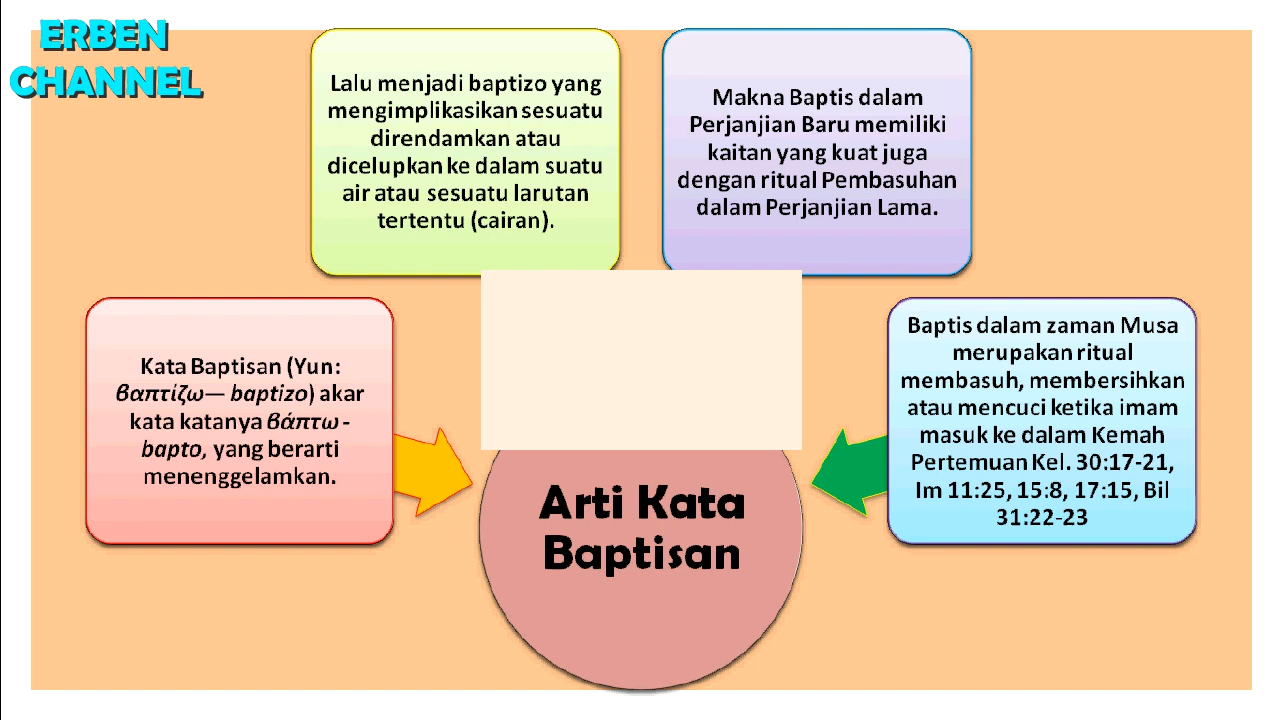 ERBEN
CHANNEL
Lalu menjadi baptizo yang
mengimplikasikan sesuatu
direndamkan atau
dicelupkan ke dalam suatu
air atau sesuatu larutan
tertentu (cairan).
Makna Baptis dalam
Perjanjian Baru memiliki
kaitan yang kuat juga
dengan ritual Pembasuhan
dalam Perjanjian Lama.
Kata Baptisan (Yun:
βαπτίζω— baptizo) akar
kata katanya βάπτω -
bapto, yang berarti
menenggelamkan.
Baptis dalam zaman Musa
merupakan ritual
membasuh, membersihkan
atau mencuci ketika imam
masuk ke dalam Kemah
Pertemuan Kel. 30:17-21,
Im 11:25, 15:8, 17:15, Bil
31:22-23
Arti Kata
Baptisan